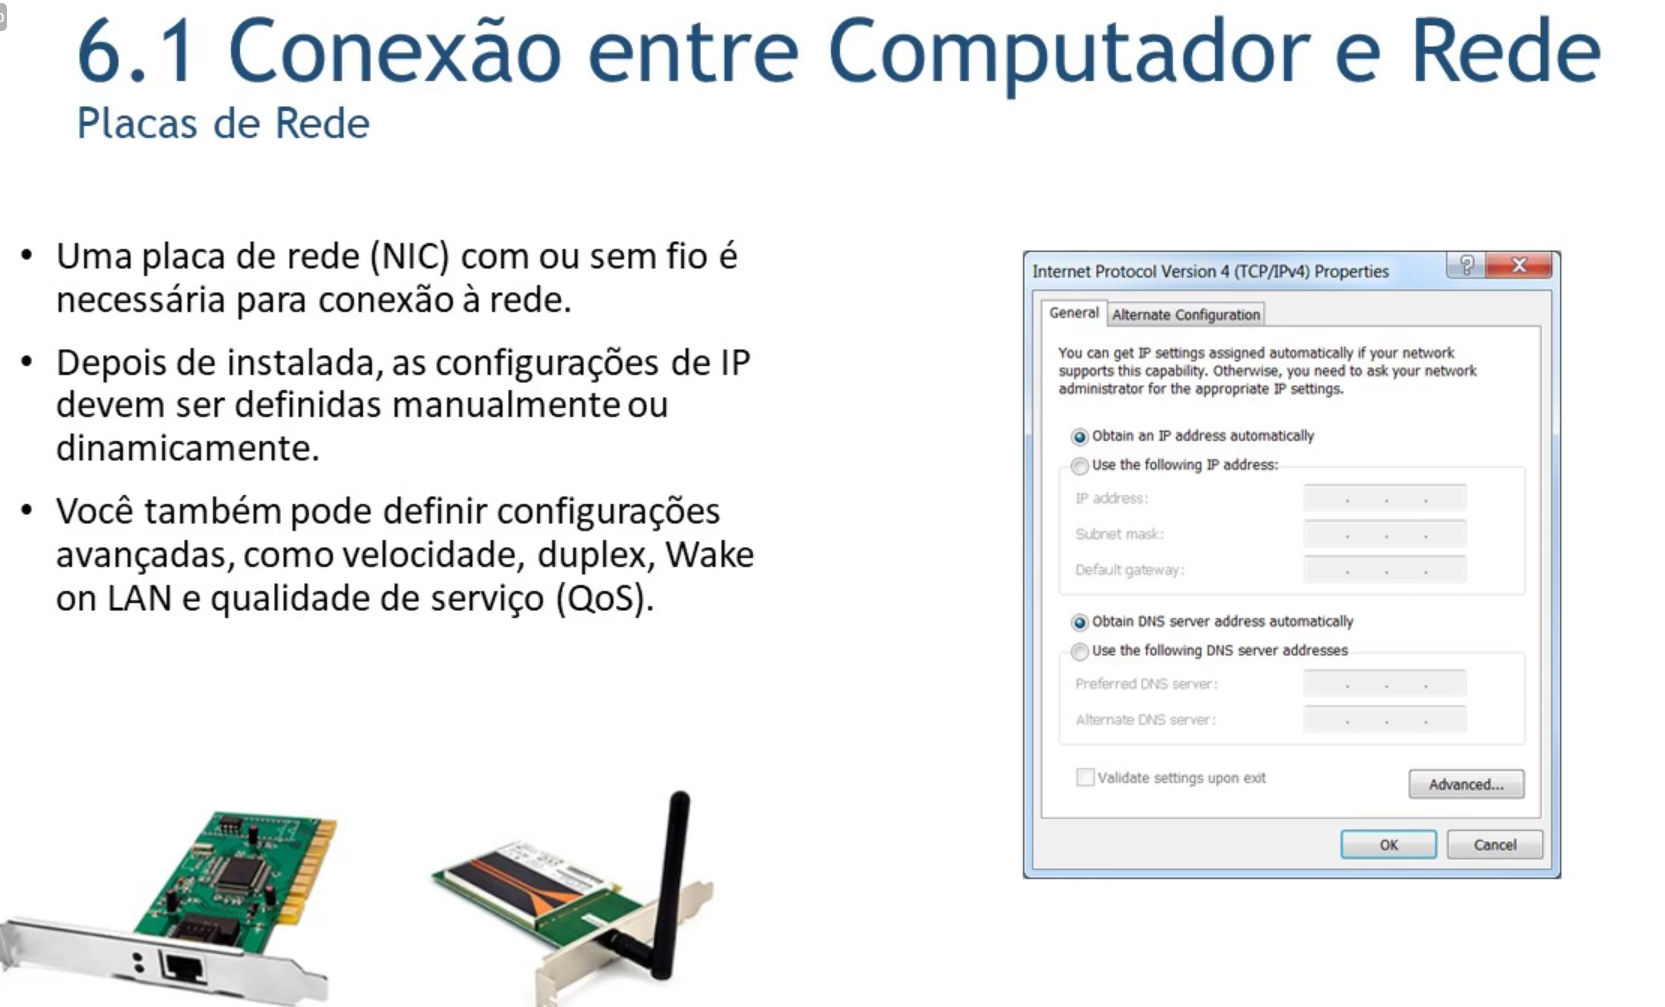 6.1 Conexão entre Computador e Rede
Placas de Rede
• Uma placa de rede (NIC) com ou sem fio é
necessária para conexão à rede.
• Depois de instalada, as configurações de IP
devem ser definidas manualmente ou
dinamicamente.
• Você também pode definir configurações
avançadas, como velocidade, duplex, Wake
on LAN e qualidade de serviço (QoS).
Internet Protocol Version 4 (TCP/IPv4) Properties
General
Alternate Configuration
You can get IP settings assigned automatically if your network
supports this capability. Otherwise, you need to ask your network
administrator for the appropriate IP settings.
Obtain an IP address automatically
Use the following IP address:
IP address:
Subnet mask:
Default gateway:
Obtain DNS server address automatically
Use the following DNS server addresses
Preferred DNS server:
Alternate DNS server:
Validate settings upon exit
Advanced...
OK
Cancel